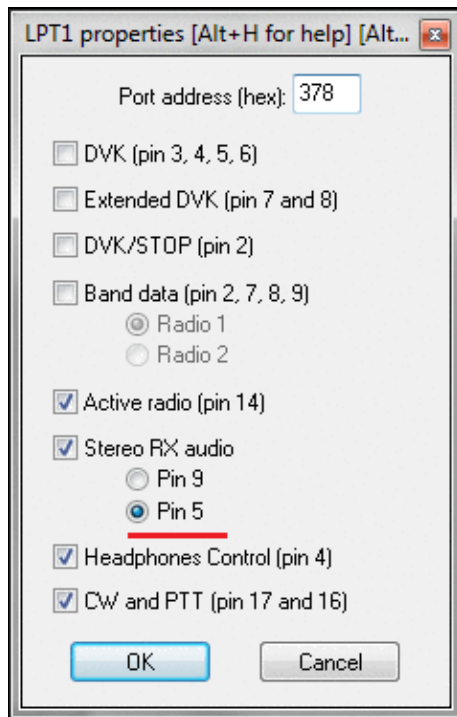 LPT1 properties [Alt+H for help] [Alt...
Port address (hex): 378
DVK (pin 3, 4, 5, 6)
Extended DVK (pin 7 and 8)
DVK/STOP (pin 2)
Band data (pin 2, 7, 8, 9)
Radio 1
Radio 2
Active radio (pin 14)
Stereo RX audio
Pin 9
Pin 5
Headphones Control (pin 4)
CW and PTT (pin 17 and 16)
OK Cancel